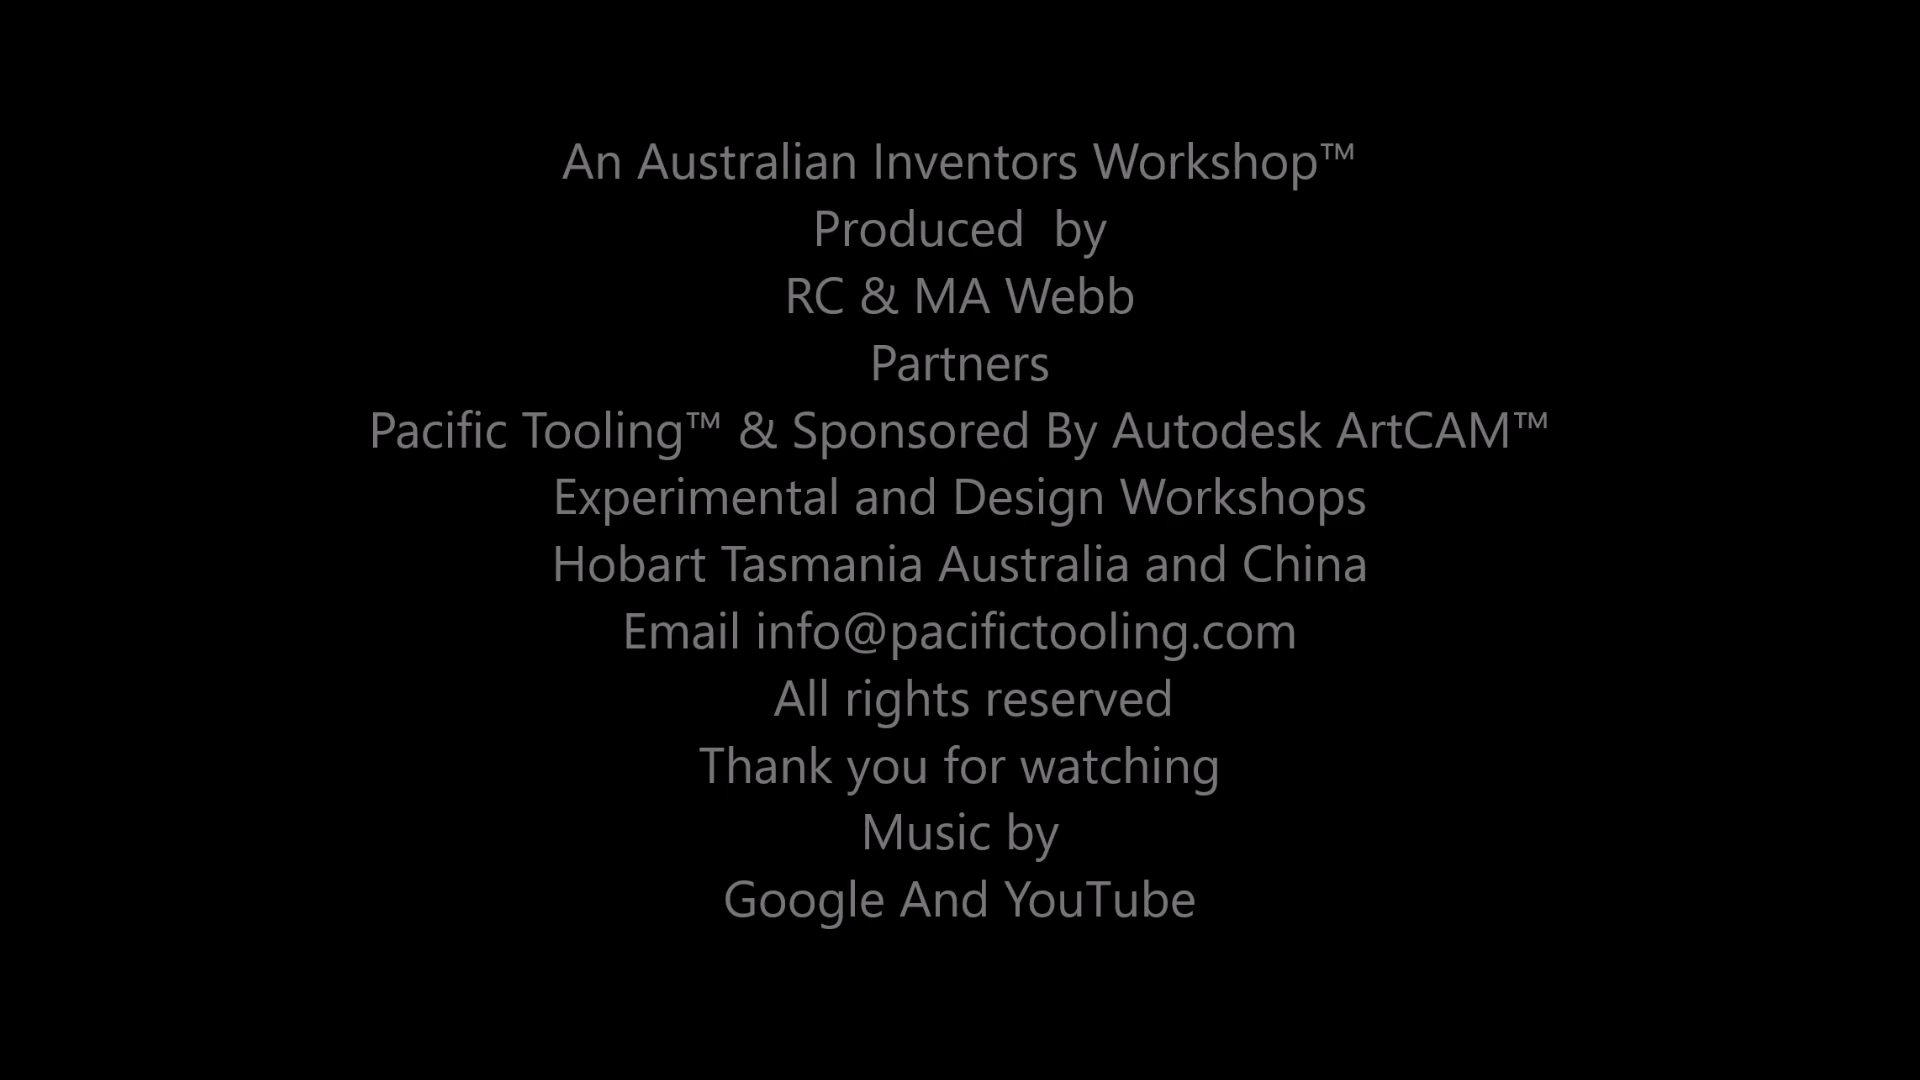 An Australian Inventors Workshop™
Produced  by
RC & MA Webb
Partners
Pacific Tooling™ & Sponsored By Autodesk ArtCAM™
Experimental and Design Workshops
Hobart Tasmania Australia and China
Email info@pacifictooling.com
All rights reserved
Thank you for watching
Music by
Google And YouTube